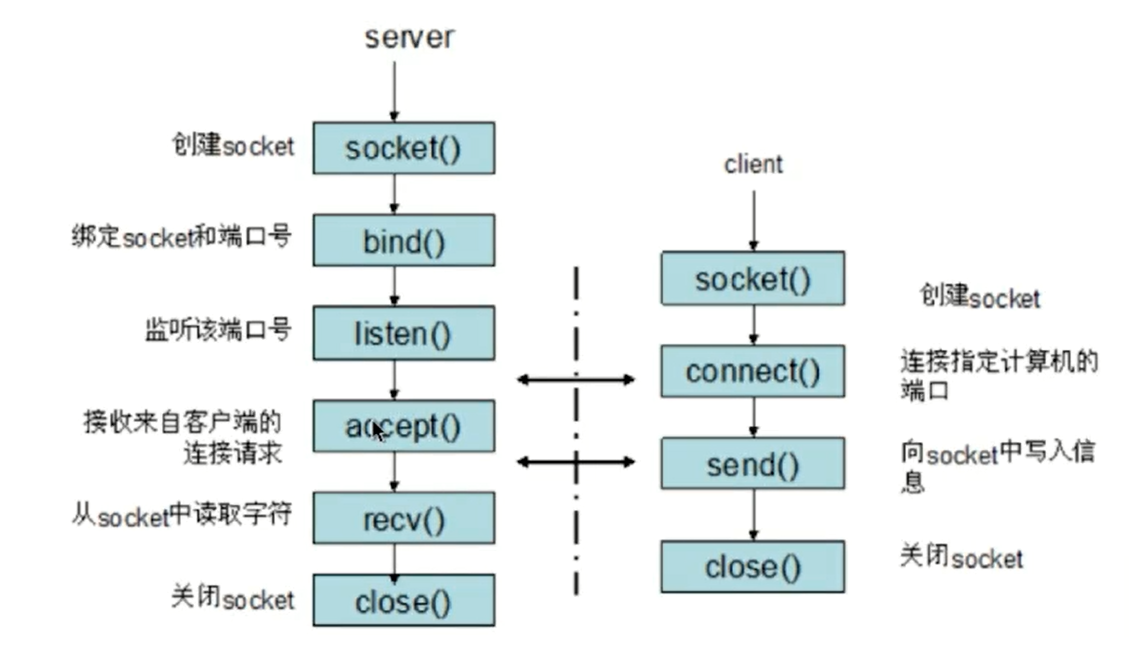 server
创建socket
socket()
绑定socket和端口号
bind()
监听该端口号
listen()
接收来自客户端的
连接请求
accept()
从socket中读取字符
recv()
关闭socket
close()
client
socket()
创建socket
connect()
连接指定计算机的
端口
send()
向socket中写入信
息
close()
关闭socket